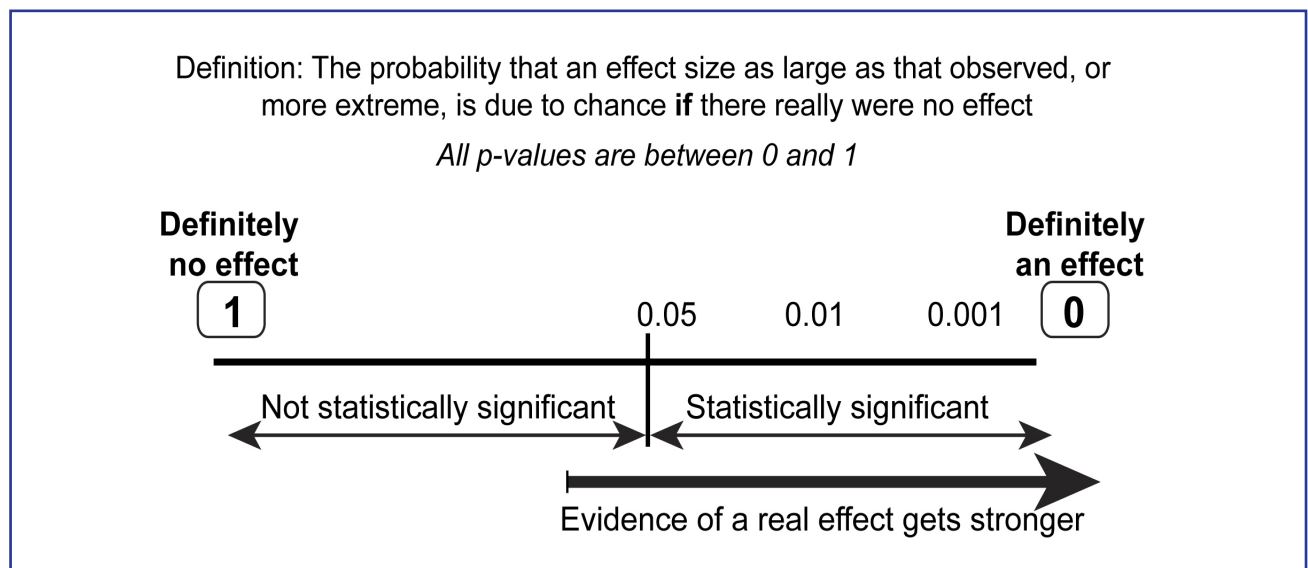 Definition: The probability that an effect size as large as that observed, or
more extreme, is due to chance if there really were no effect
All p-values are between 0 and 1
Definitely
no effect
1
Definitely
an effect
0
0.05
0.01
0.001
Not statistically significant
Statistically significant
Evidence of a real effect gets stronger